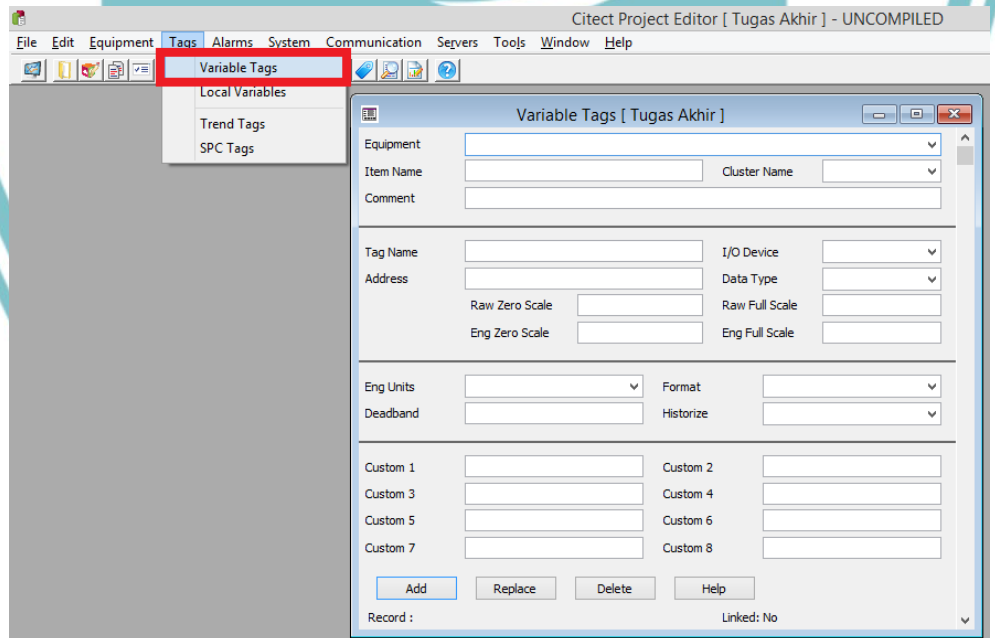 Citect Project Editor [ Tugas Akhir ] - UNCOMPILED
File Edit Equipment Tags Alarms System Communication Servers Tools Window Help
Variable Tags
Local Variables
Trend Tags
SPC Tags
Variable Tags [ Tugas Akhir ]
Equipment
Item Name Cluster Name
Comment
Tag Name I/O Device
Address Data Type
Raw Zero Scale Raw Full Scale
Eng Zero Scale Eng Full Scale
Eng Units Format
Deadband Historize
Custom 1 Custom 2
Custom 3 Custom 4
Custom 5 Custom 6
Custom 7 Custom 8
Add Replace Delete Help
Record : Linked: No